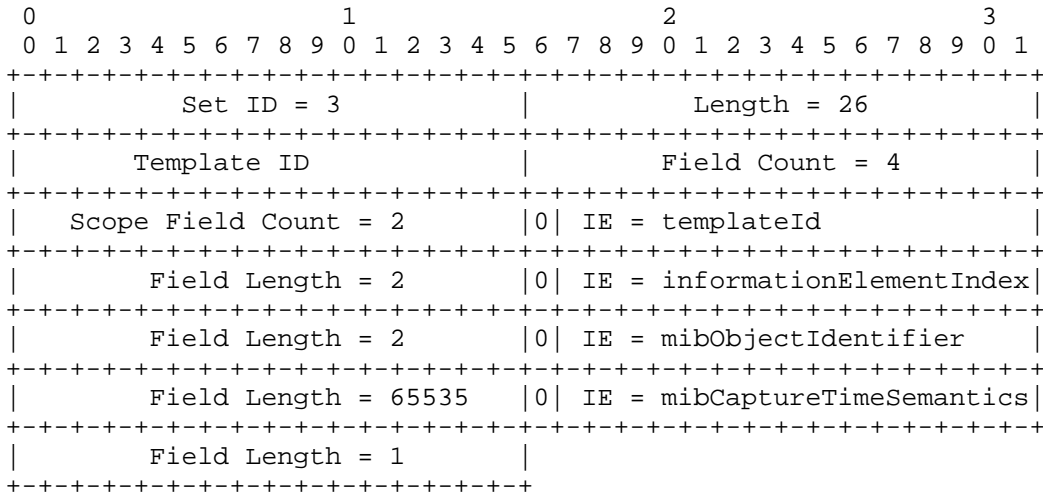 0                   1                   2                   3
 0 1 2 3 4 5 6 7 8 9 0 1 2 3 4 5 6 7 8 9 0 1 2 3 4 5 6 7 8 9 0 1
+-+-+-+-+-+-+-+-+-+-+-+-+-+-+-+-+-+-+-+-+-+-+-+-+-+-+-+-+-+-+-+-+
|          Set ID = 3           |          Length = 26          |
+-+-+-+-+-+-+-+-+-+-+-+-+-+-+-+-+-+-+-+-+-+-+-+-+-+-+-+-+-+-+-+-+
|       Template ID             |        Field Count = 4        |
+-+-+-+-+-+-+-+-+-+-+-+-+-+-+-+-+-+-+-+-+-+-+-+-+-+-+-+-+-+-+-+-+
|   Scope Field Count = 2       |0| IE = templateId             |
+-+-+-+-+-+-+-+-+-+-+-+-+-+-+-+-+-+-+-+-+-+-+-+-+-+-+-+-+-+-+-+-+
|        Field Length = 2       |0| IE = informationElementIndex|
+-+-+-+-+-+-+-+-+-+-+-+-+-+-+-+-+-+-+-+-+-+-+-+-+-+-+-+-+-+-+-+-+
|        Field Length = 2       |0| IE = mibObjectIdentifier    |
+-+-+-+-+-+-+-+-+-+-+-+-+-+-+-+-+-+-+-+-+-+-+-+-+-+-+-+-+-+-+-+-+
|        Field Length = 65535   |0| IE = mibCaptureTimeSemantics|
+-+-+-+-+-+-+-+-+-+-+-+-+-+-+-+-+-+-+-+-+-+-+-+-+-+-+-+-+-+-+-+-+
|        Field Length = 1       |
+-+-+-+-+-+-+-+-+-+-+-+-+-+-+-+-+